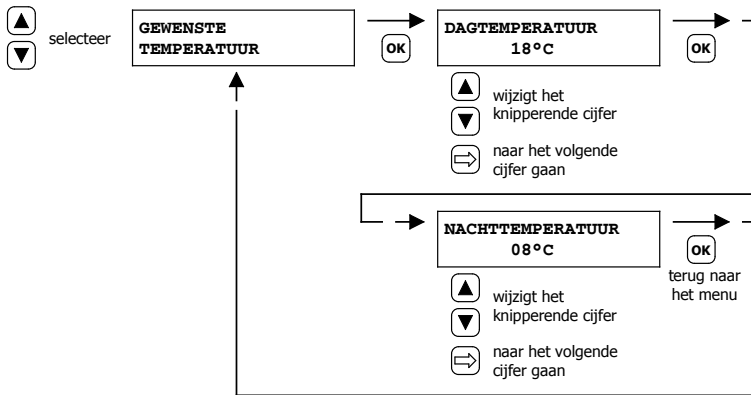 selecteer
GEWENSTE
TEMPERATUUR
OK
DAGTEMPERATUUR
18°C
OK
wijzigt het
knipperende cijfer
naar het volgende
cijfer gaan
NACHTTEMPERATUUR
08°C
OK
terug naar
het menu
wijzigt het
knipperende cijfer
naar het volgende
cijfer gaan